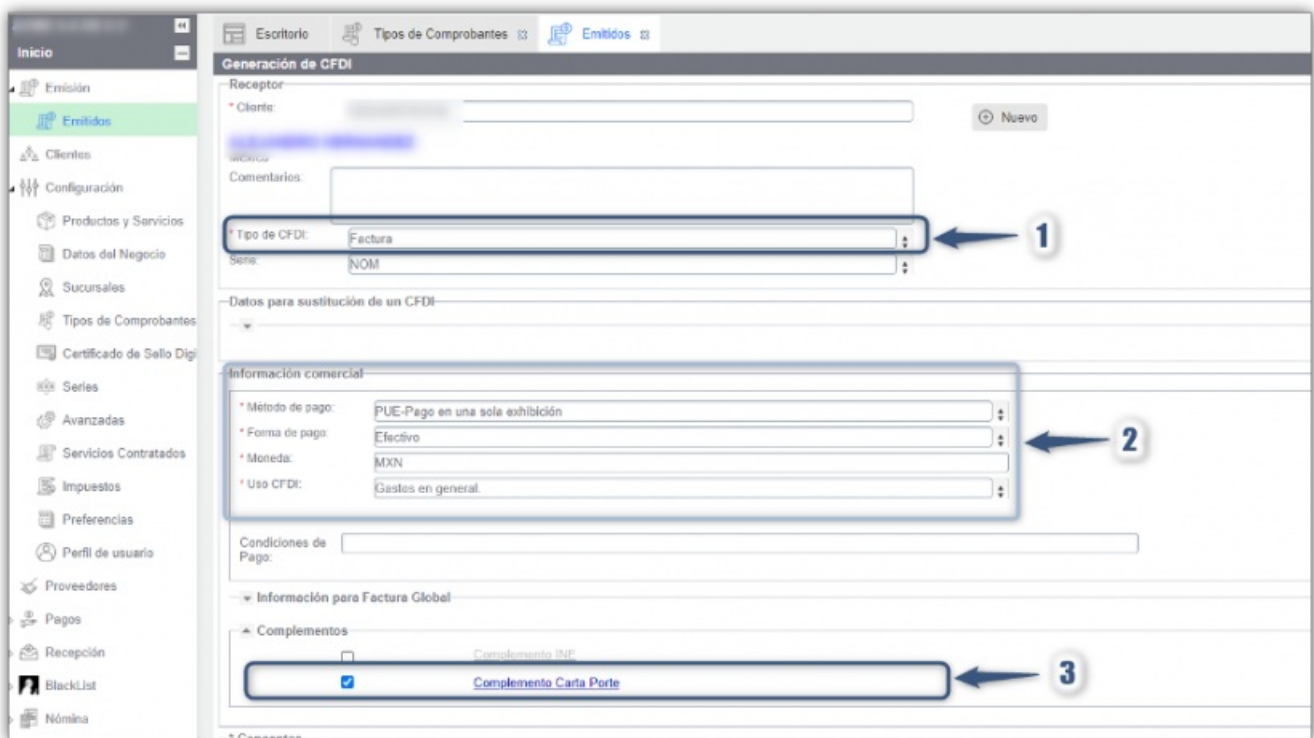 Inicio
Emisión
Emitidos
Clientes
Configuración
Productos y Servicios
Datos del Negocio
Sucursales
Tipos de Comprobantes
Certificado de Sello Digi
Series
Avanzadas
Servicios Contratados
Impuestos
Preferencias
Perfil de usuario
Proveedores
Pagos
Recepción
BlackList
Nómina
Escritorio Tipos de Comprobantes Emitidos
Generación de CFDI
Receptor
* Cliente:
Nuevo
México
Comentarios:
* Tipo de CFDI: Factura
1
Serie: NOM
Datos para sustitución de un CFDI
Información comercial
* Método de pago: PUE-Pago en una sola exhibición
* Forma de pago: Efectivo
2
* Moneda: MXN
* Uso CFDI: Gastos en general.
Condiciones de
Pago:
Información para Factura Global
Complementos
Complemento INE
Complemento Carta Porte
3
* Conceptos